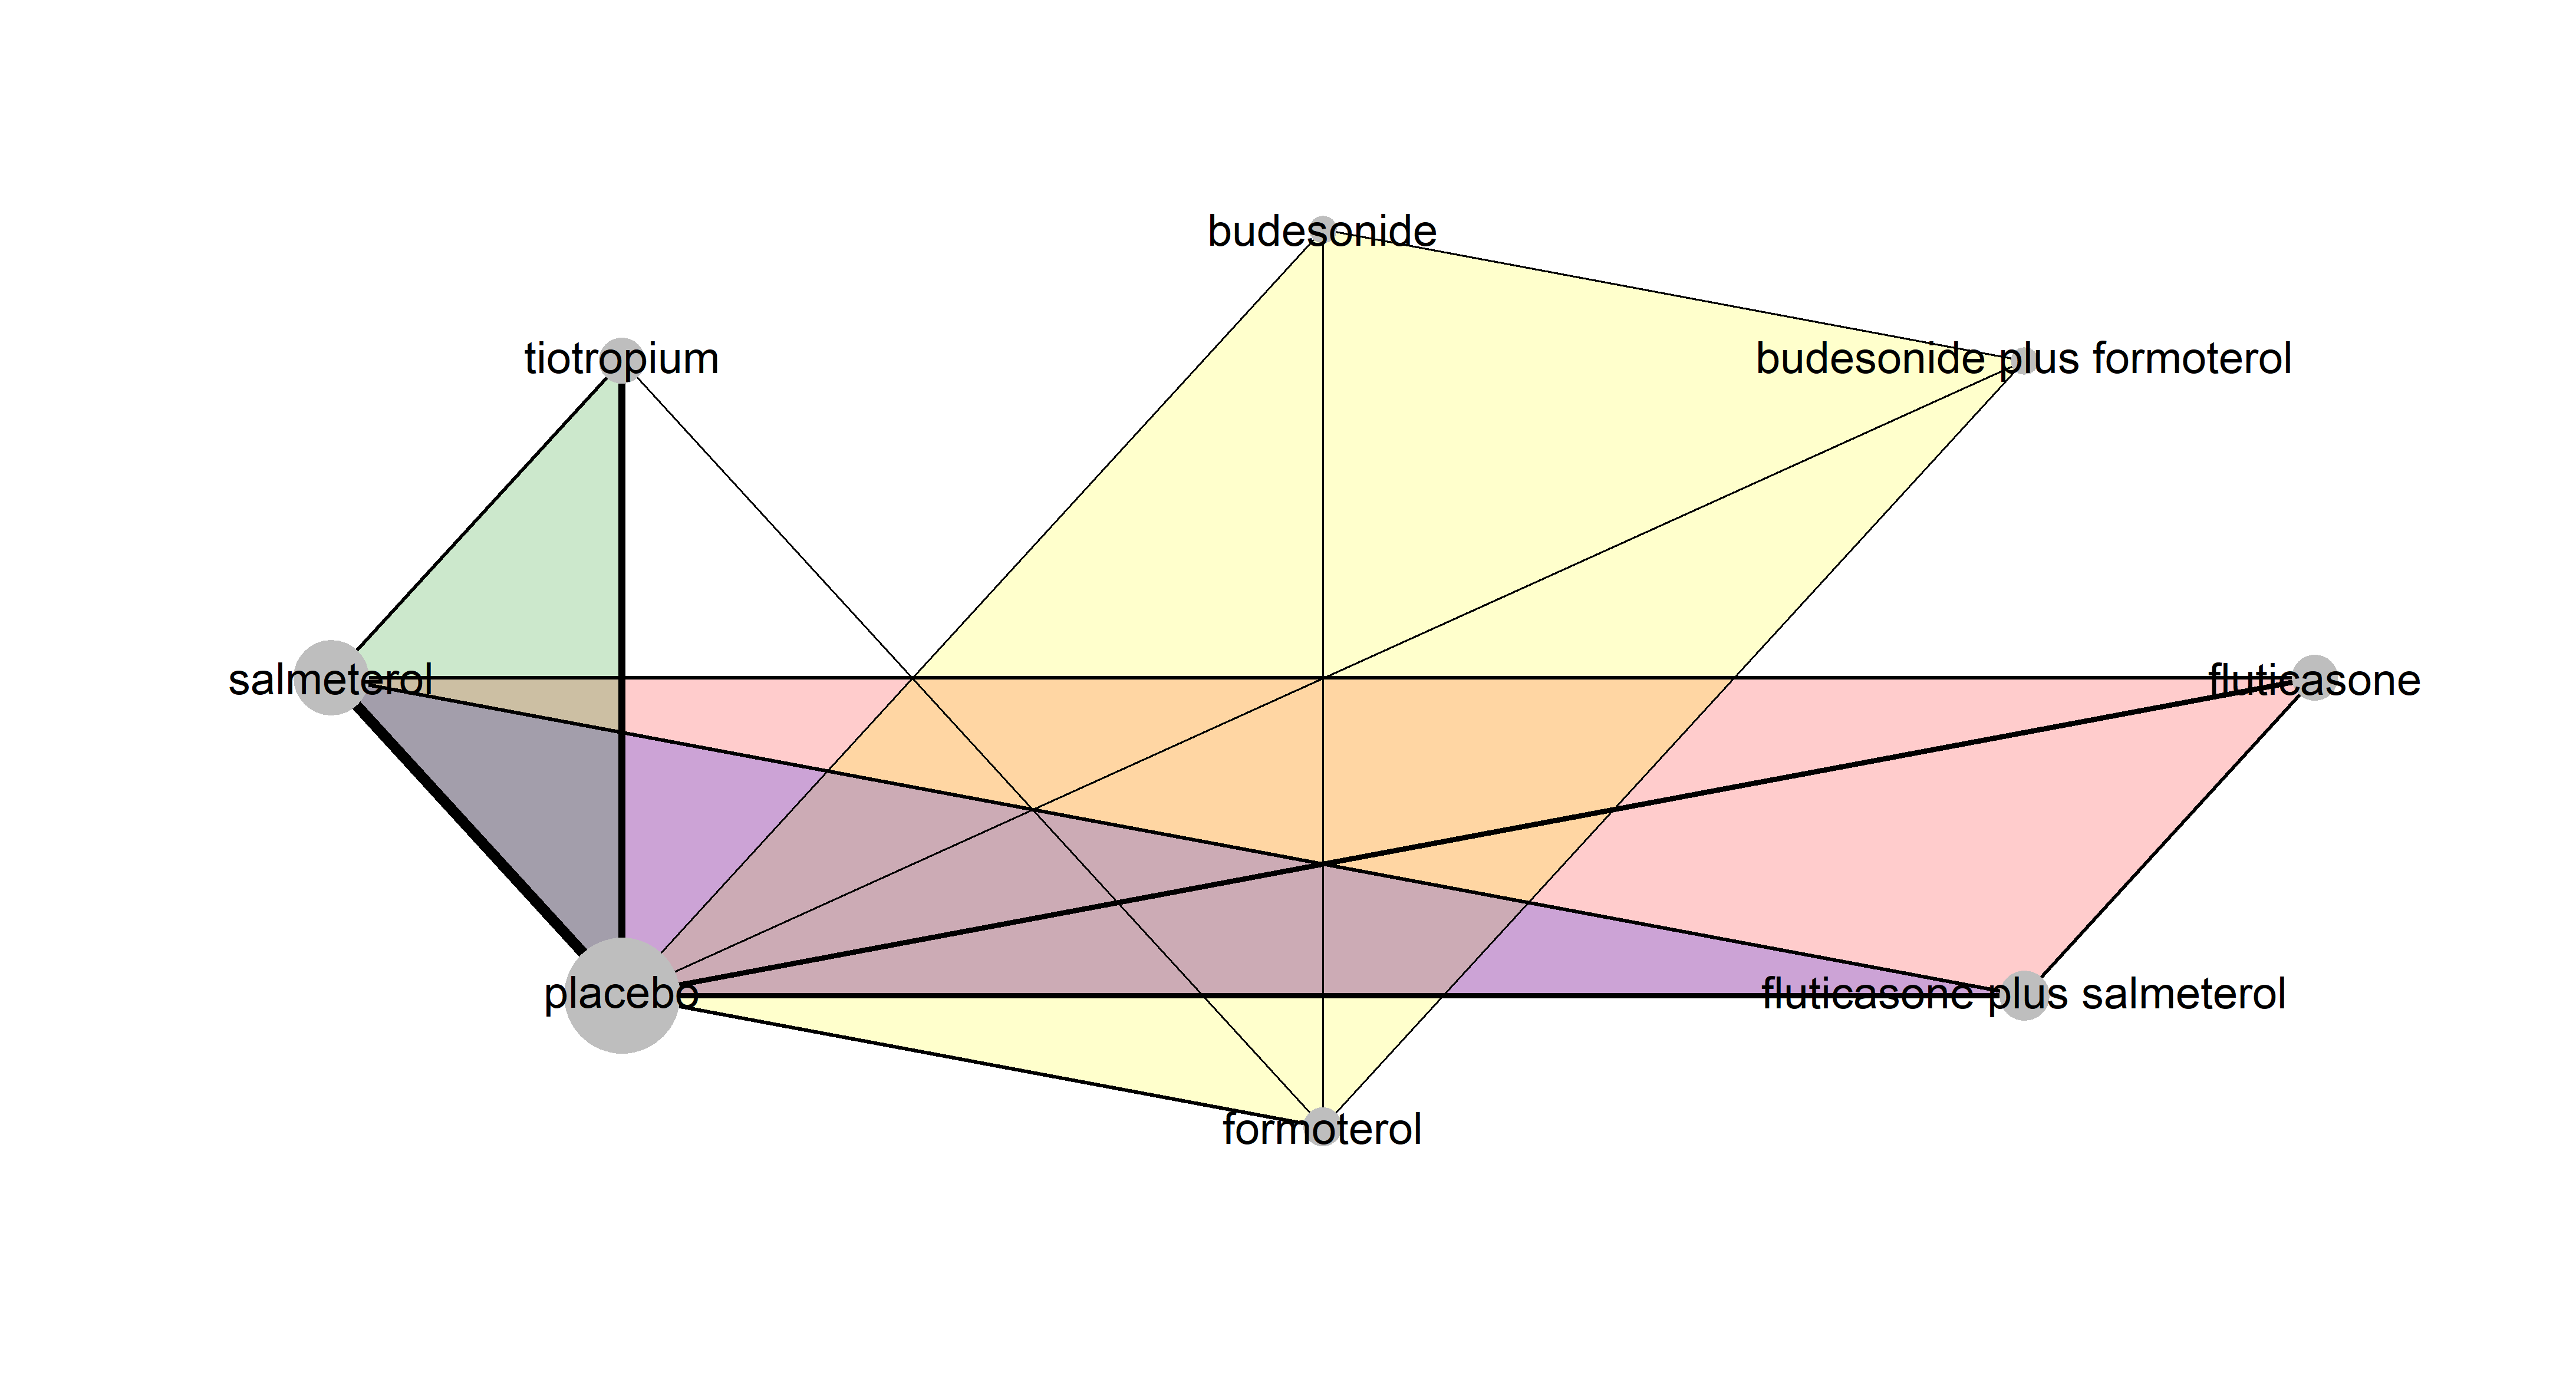 budesonide
tiotropium
budesonide plus formoterol
salmeterol
fluticasone
placebo
fluticasone plus salmeterol
formoterol